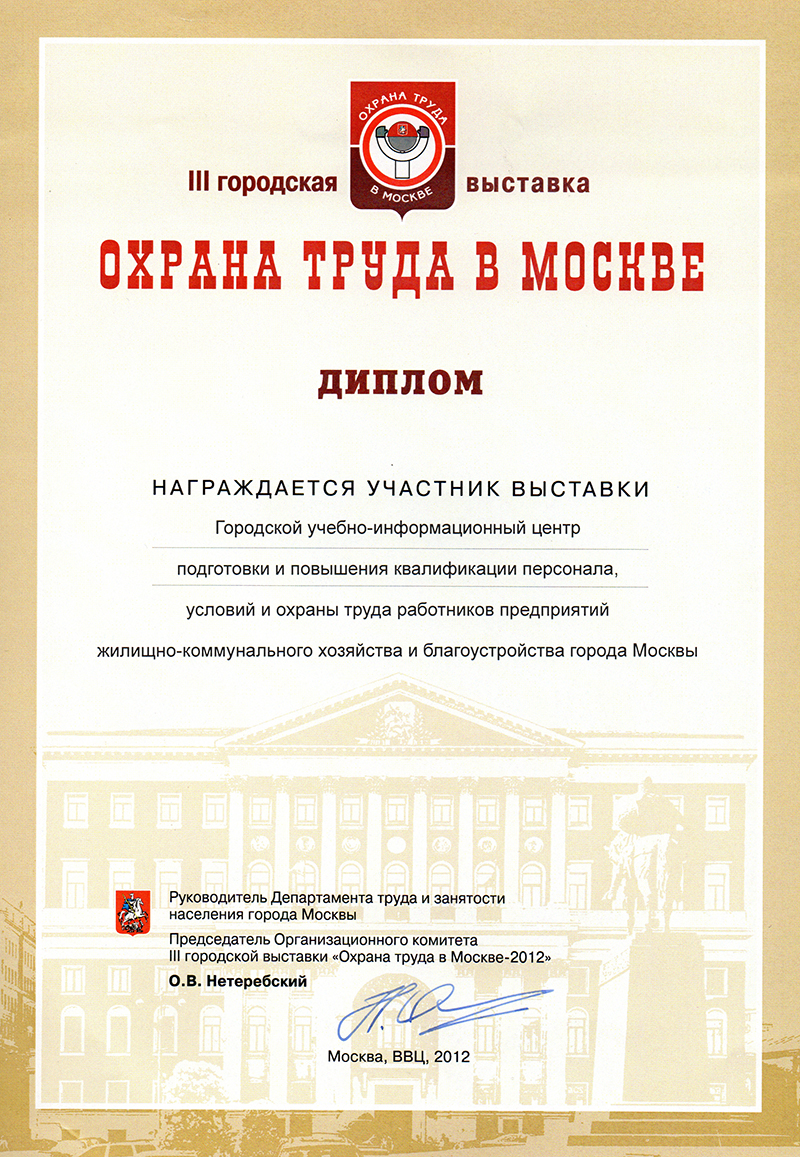 ОХРАНА ТРУДА
В МОСКВЕ
III городская выставка
ОХРАНА ТРУДА В МОСКВЕ
ДИПЛОМ
НАГРАЖДАЕТСЯ УЧАСТНИК ВЫСТАВКИ
Городской учебно-информационный центр
подготовки и повышения квалификации персонала,
условий и охраны труда работников предприятий
жилищно-коммунального хозяйства и благоустройства города Москвы
Руководитель Департамента труда и занятости
населения города Москвы
Председатель Организационного комитета
III городской выставки «Охрана труда в Москве-2012»
О.В. Нетеребский
Москва, ВВЦ, 2012